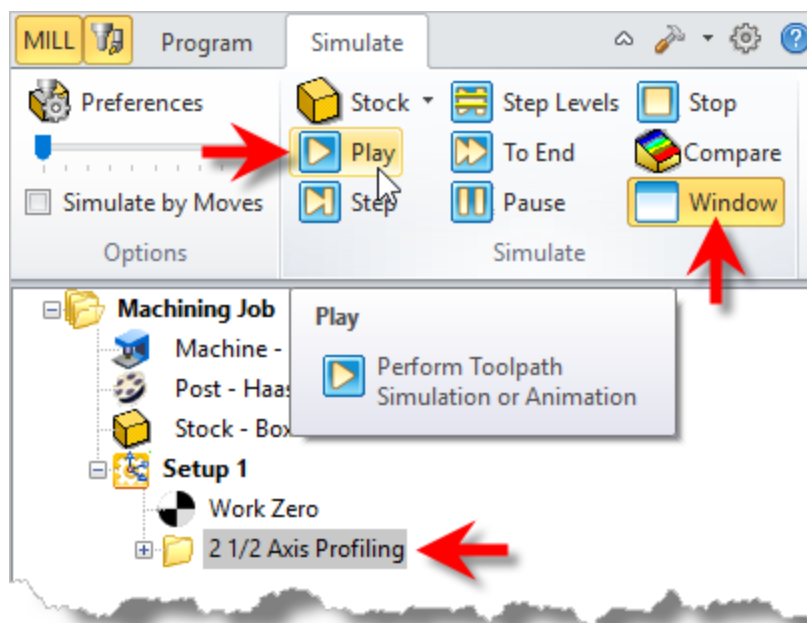 MILL Program Simulate
Preferences Stock Step Levels Stop
Play To End Compare
Simulate by Moves Step Pause Window
Options Simulate
Machining Job
Machine -
Post - Haas
Stock - Box
Setup 1
Work Zero
2 1/2 Axis Profiling
Play
Perform Toolpath
Simulation or Animation